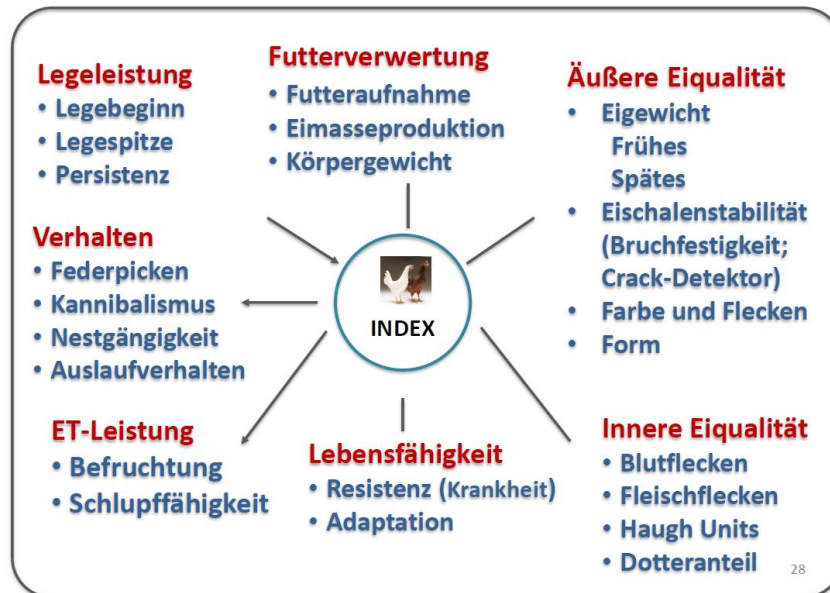 Legeleistung
• Legebeginn
• Legespitze
• Persistenz
Futterverwertung
• Futteraufnahme
• Eimasseproduktion
• Körpergewicht
Äußere Eiqualität
• Eigewicht
Frühes
Spätes
• Eischalenstabilität
(Bruchfestigkeit;
Crack-Detektor)
• Farbe und Flecken
• Form
Verhalten
• Federpicken
• Kannibalismus
• Nestgängigkeit
• Auslaufverhalten
INDEX
ET-Leistung
• Befruchtung
• Schlupffähigkeit
Lebensfähigkeit
• Resistenz (Krankheit)
• Adaptation
Innere Eiqualität
• Blutflecken
• Fleischflecken
• Haugh Units
• Dotteranteil
28